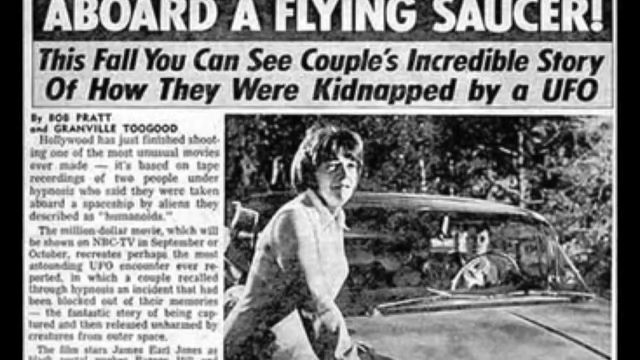 ABOARD A FLYING SAUCER!
This Fall You Can See Couple's Incredible Story
Of How They Were Kidnapped by a UFO
By BOB PRATT
and GRANVILLE TOOGOOD
Hollywood has just finished shoot-
ing one of the most unusual movies
ever made — it's based on tape
recordings of two people under
hypnosis who said they were taken
aboard a spaceship by aliens they
described as "humanoids."
The million-dollar movie, which will
be shown on NBC-TV in September or
October, recreates perhaps the most
astounding UFO encounter ever re-
ported, in which a couple recalled
through hypnosis an incident that had
been blocked out of their memories
— the fantastic story of being cap-
tured and then released unharmed by
creatures from outer space.
The film stars James Earl Jones as